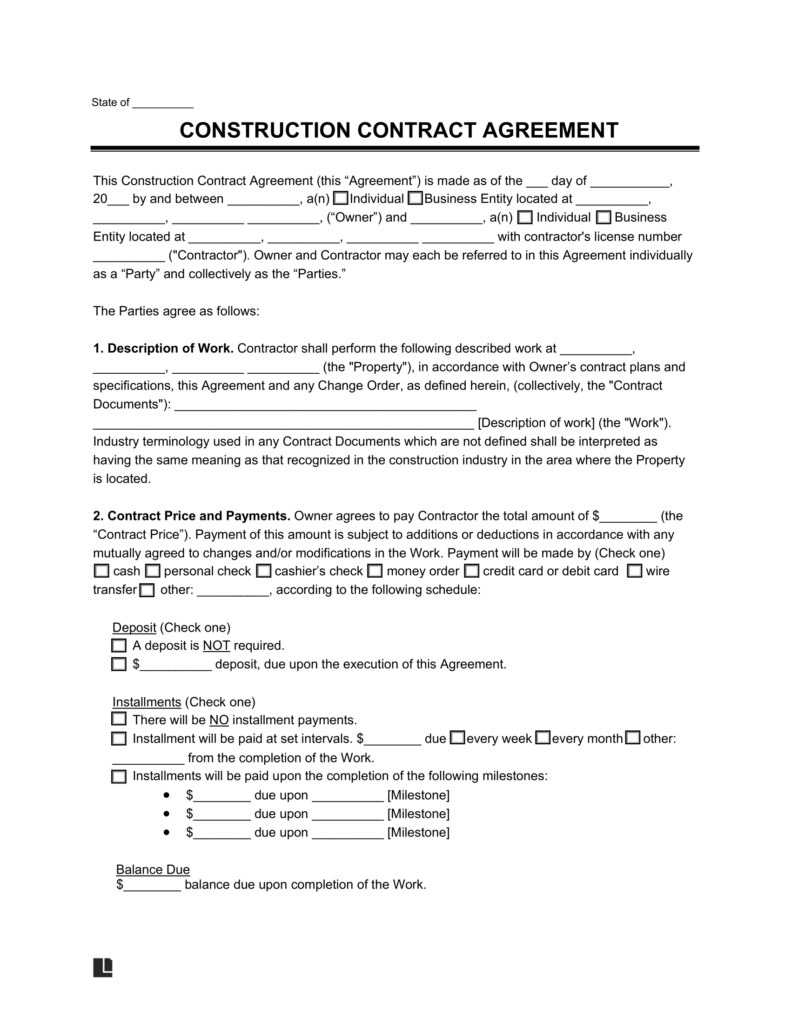 State of __________
CONSTRUCTION CONTRACT AGREEMENT
This Construction Contract Agreement (this “Agreement”) is made as of the ___ day of ___________,
20___ by and between __________, a(n) ☐Individual ☐Business Entity located at __________,
__________, __________ __________, (“Owner”) and __________, a(n) ☐ Individual ☐ Business
Entity located at __________, __________, __________ __________ with contractor's license number
__________ ("Contractor"). Owner and Contractor may each be referred to in this Agreement individually
as a “Party” and collectively as the “Parties.”
The Parties agree as follows:
1. Description of Work. Contractor shall perform the following described work at __________,
__________, __________ __________ (the "Property"), in accordance with Owner’s contract plans and
specifications, this Agreement and any Change Order, as defined herein, (collectively, the "Contract
Documents"): __________________________________________
_____________________________________________________ [Description of work] (the "Work").
Industry terminology used in any Contract Documents which are not defined shall be interpreted as
having the same meaning as that recognized in the construction industry in the area where the Property
is located.
2. Contract Price and Payments. Owner agrees to pay Contractor the total amount of $________ (the
“Contract Price”). Payment of this amount is subject to additions or deductions in accordance with any
mutually agreed to changes and/or modifications in the Work. Payment will be made by (Check one)
☐ cash ☐ personal check ☐ cashier’s check ☐ money order ☐ credit card or debit card ☐ wire
transfer☐ other: __________, according to the following schedule:
Deposit (Check one)
☐ A deposit is NOT required.
☐ $__________ deposit, due upon the execution of this Agreement.
Installments (Check one)
☐ There will be NO installment payments.
☐ Installment will be paid at set intervals. $________ due ☐every week ☐every month☐ other:
__________ from the completion of the Work.
☐ Installments will be paid upon the completion of the following milestones:
● $________ due upon __________ [Milestone]
● $________ due upon __________ [Milestone]
● $________ due upon __________ [Milestone]
Balance Due
$________ balance due upon completion of the Work.